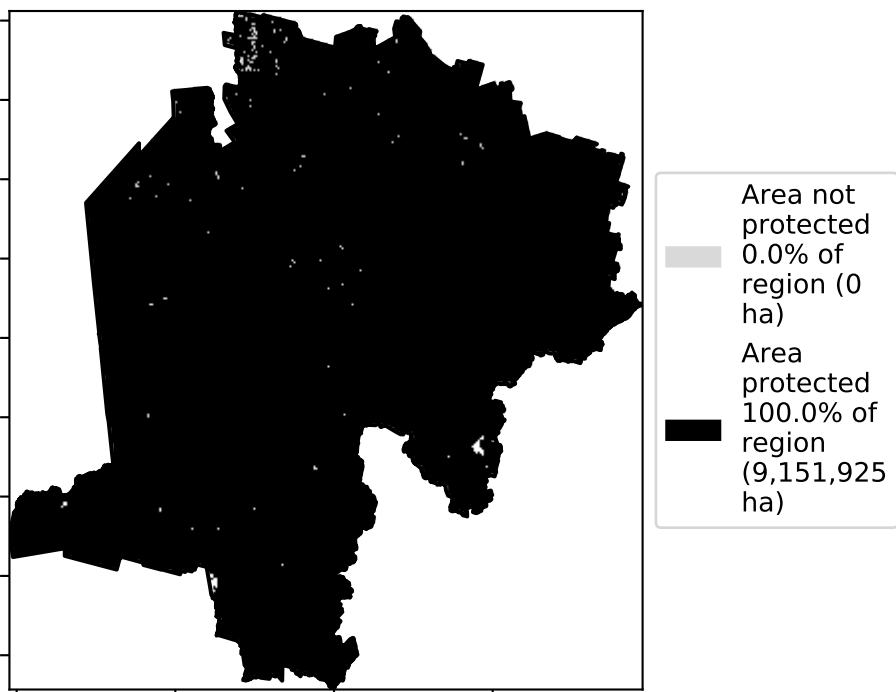 Area not
protected
0.0% of
region (0
ha)
Area
protected
100.0% of
region
(9,151,925
ha)